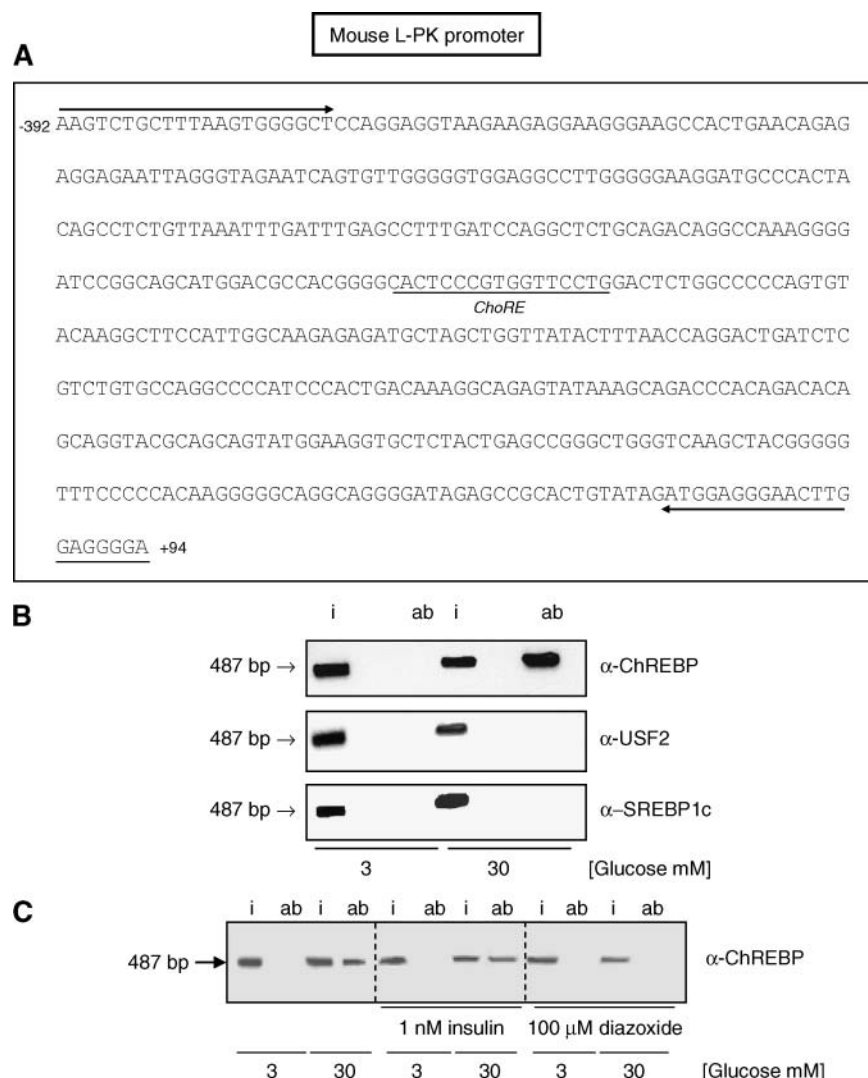 Mouse L-PK promoter
A
-392 AAGTCTGCTTTAAGTGGGGCTCCAGGAGGTAAGAAGAGGAAGGGAAGCCACTGAACAGAG
AGGAGAATTAGGGTAGAATCAGTGTTGGGGGTGGAGGCCTTGGGGGAAGGATGCCCACTA
CAGCCTCTGTTAAATTTGATTTGAGCCTTTGATCCAGGCTCTGCAGACAGGCCAAAGGGG
ATCCGGCAGCATGGACGCCACGGGGCACTCCCGTGGTTCCTGGACTCTGGCCCCCAGTGT
ChoRE
ACAAGGCTTCCATTGGCAAGAGAGATGCTAGCTGGTTATACTTTAACCAGGACTGATCTC
GTCTGTGCCAGGCCCCATCCCACTGACAAAGGCAGAGTATAAAGCAGACCCACAGACACA
GCAGGTACGCAGCAGTATGGAAGGTGCTCTACTGAGCCGGGCTGGGTCAAGCTACGGGGG
TTTCCCCCACAAGGGGGCAGGCAGGGGATAGAGCCGCACTGTATAGATGGAGGGAACTTG
GAGGGGA +94
B
i ab i ab
487 bp → α-ChREBP
487 bp → α-USF2
487 bp → α–SREBP1c
3 30 [Glucose mM]
C
i ab i ab i ab i ab i ab i ab
487 bp α-ChREBP
1 nM insulin 100 μM diazoxide
3 30 3 30 3 30 [Glucose mM]